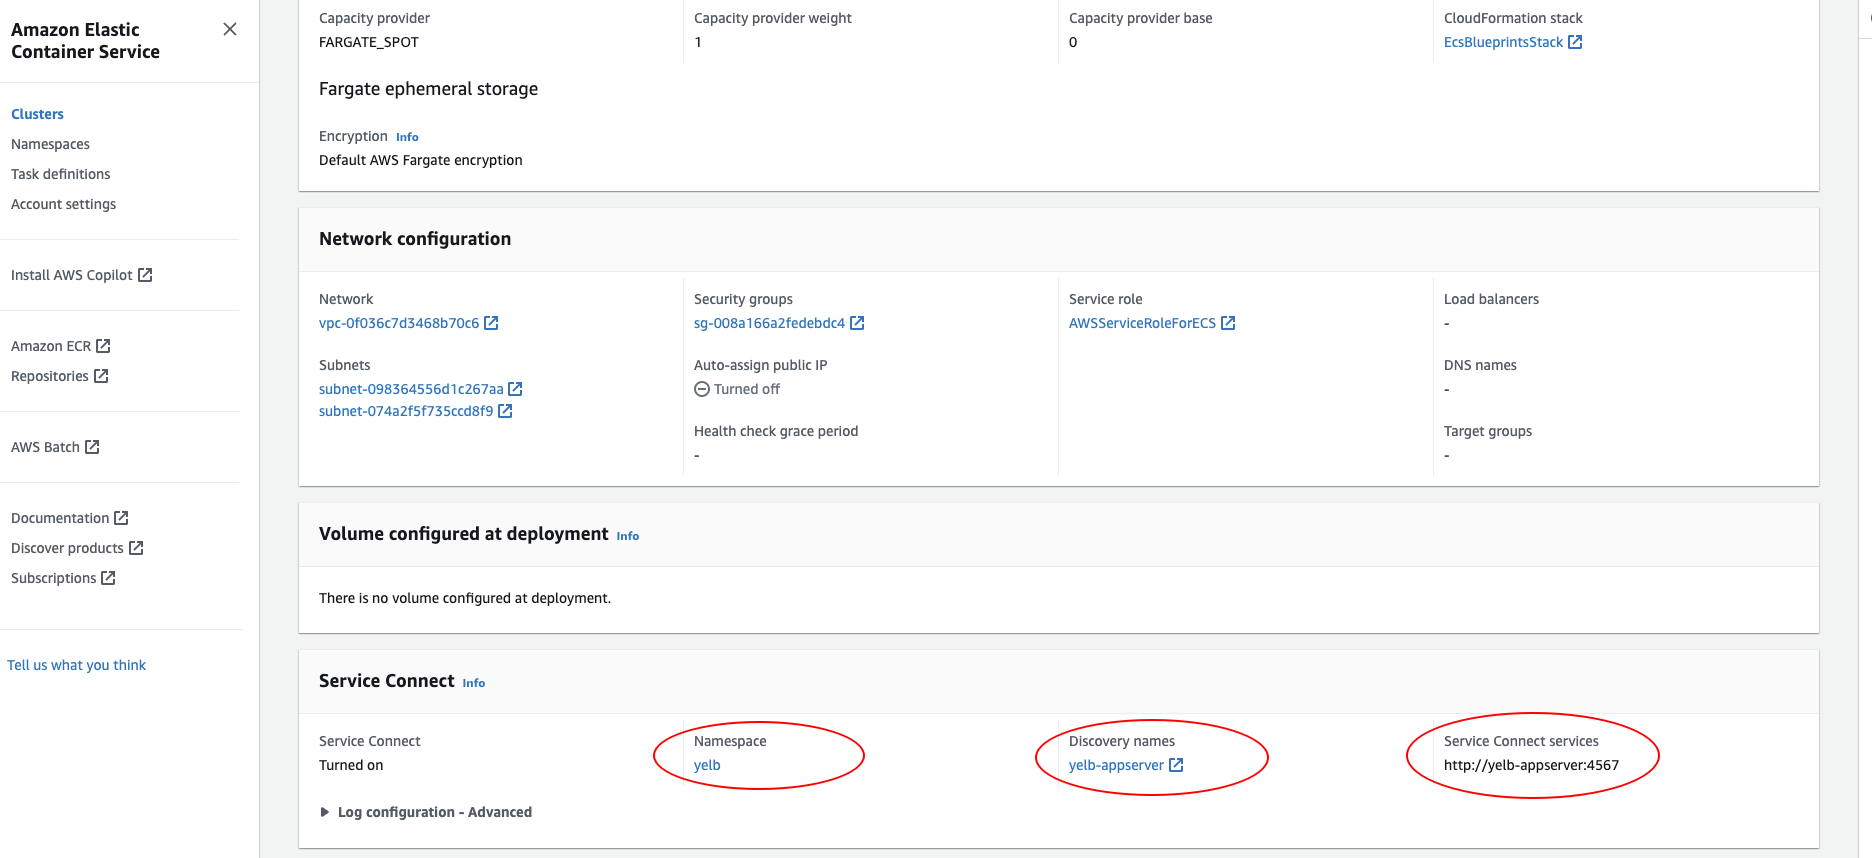 Amazon Elastic
Container Service
Clusters
Namespaces
Task definitions
Account settings
Install AWS Copilot
Amazon ECR
Repositories
AWS Batch
Documentation
Discover products
Subscriptions
Tell us what you think
Capacity provider
FARGATE_SPOT
Capacity provider weight
1
Capacity provider base
0
CloudFormation stack
EcsBlueprintsStack
Fargate ephemeral storage
Encryption Info
Default AWS Fargate encryption
Network configuration
Network
vpc-0f036c7d3468b70c6
Subnets
subnet-098364556d1c267aa
subnet-074a2f5f735ccd8f9
Security groups
sg-008a166a2fedebdc4
Auto-assign public IP
Turned off
Health check grace period
-
Service role
AWSServiceRoleForECS
Load balancers
-
DNS names
-
Target groups
-
Volume configured at deployment Info
There is no volume configured at deployment.
Service Connect Info
Service Connect
Turned on
Namespace
yelb
Discovery names
yelb-appserver
Service Connect services
http://yelb-appserver:4567
Log configuration - Advanced